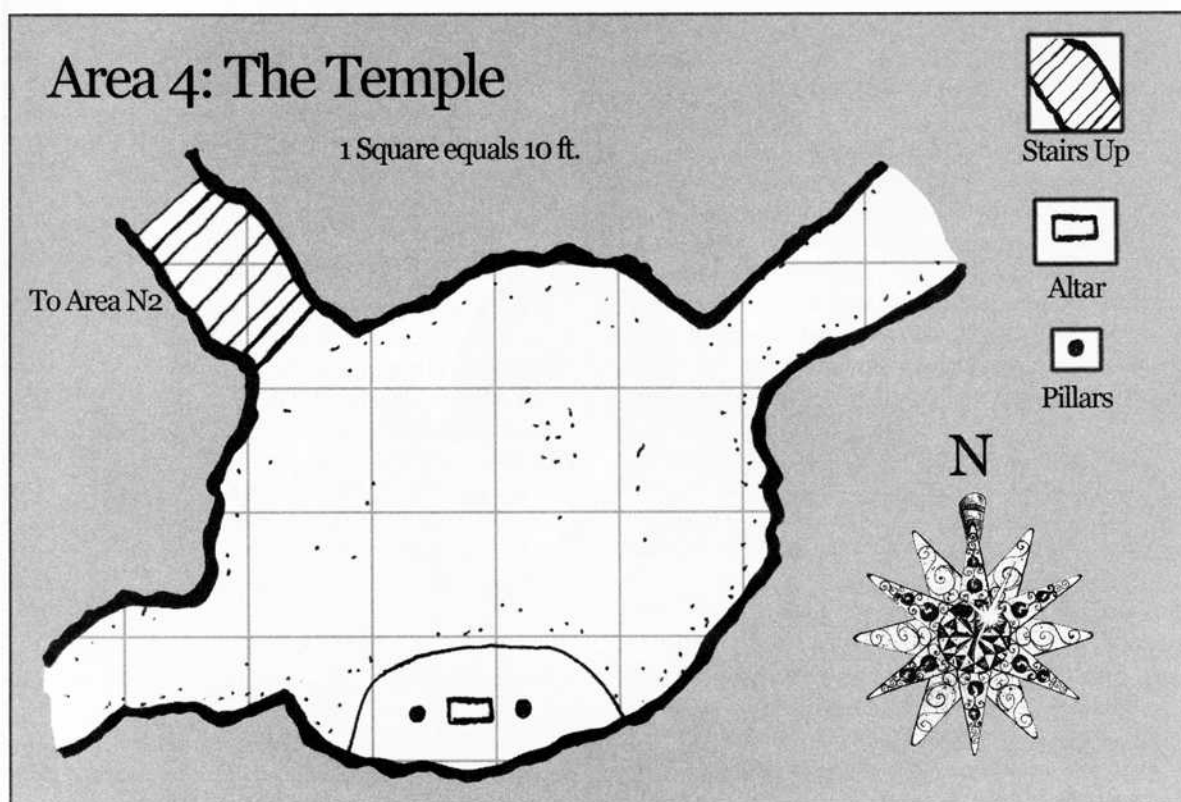 Area 4: The Temple
1 Square equals 10 ft.
Stairs Up
To Area N2
Altar
Pillars
N